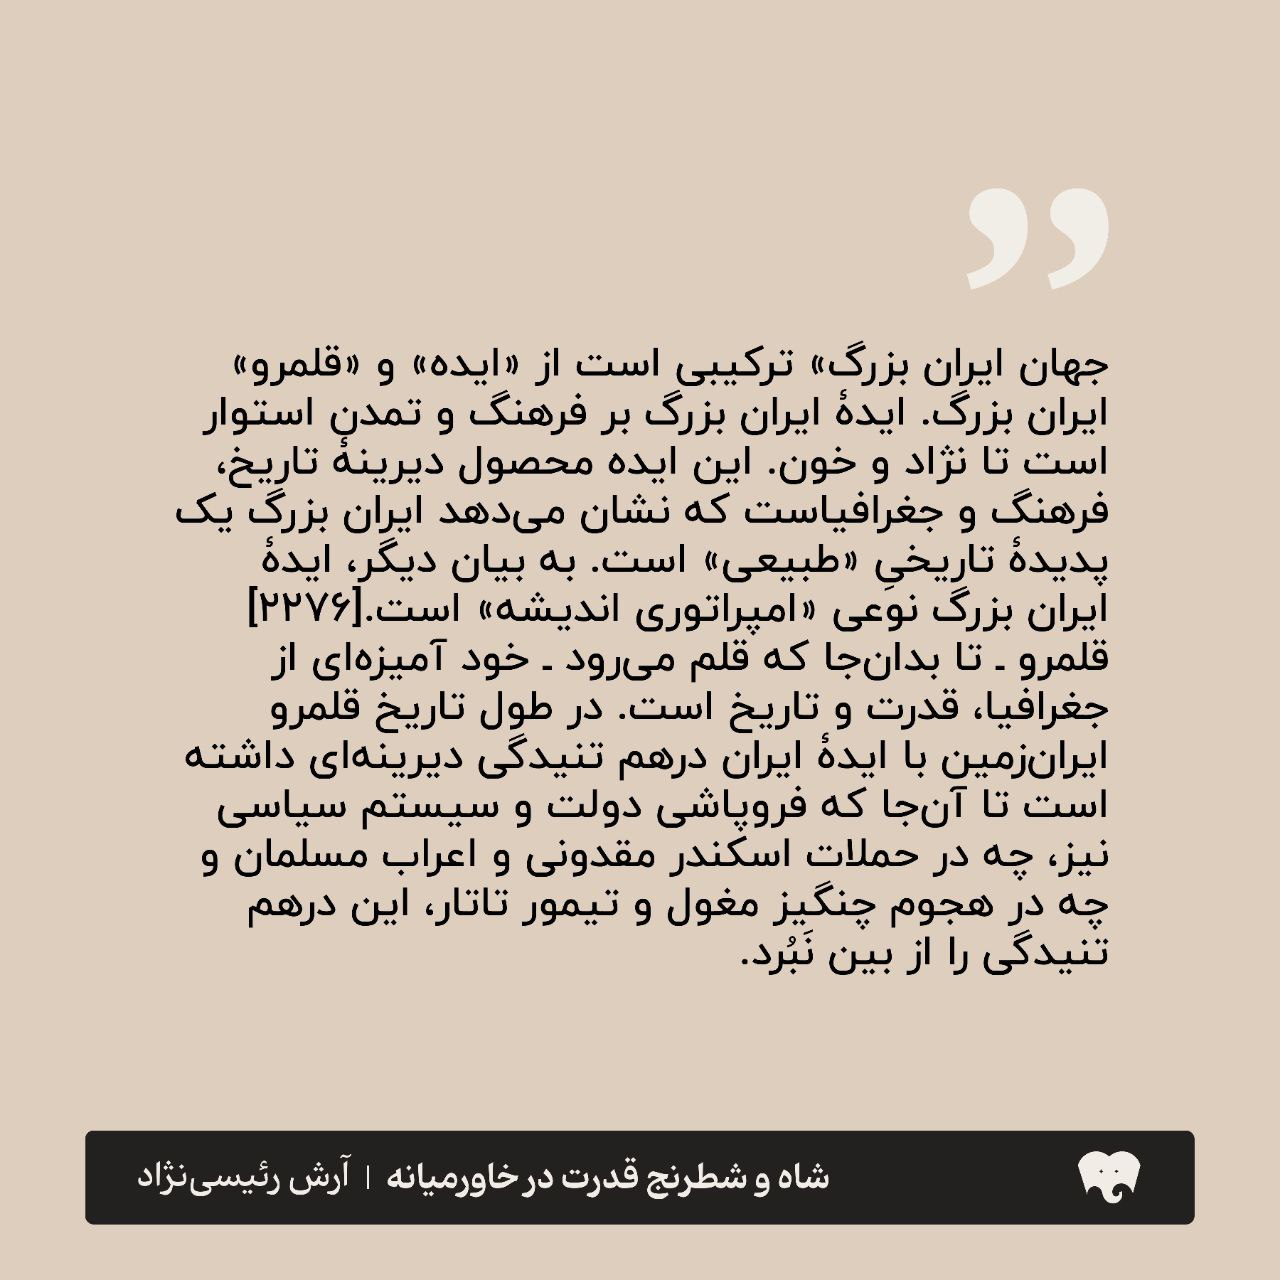 ”
جهان ایران بزرگ» ترکیبی است از «ایده» و «قلمرو»
ایران بزرگ. ایدهٔ ایران بزرگ بر فرهنگ و تمدن استوار
است تا نژاد و خون. این ایده محصول دیرینهٔ تاریخ،
فرهنگ و جغرافیاست که نشان می‌دهد ایران بزرگ یک
پدیدهٔ تاریخیِ «طبیعی» است. به بیان دیگر، ایدهٔ
ایران بزرگ نوعی «امپراتوری اندیشه» است.[۲۲۷۶]
قلمرو ـ تا بدان‌جا که قلم می‌رود ـ خود آمیزه‌ای از
جغرافیا، قدرت و تاریخ است. در طول تاریخ قلمرو
ایران‌زمین با ایدهٔ ایران درهم تنیدگی دیرینه‌ای داشته
است تا آن‌جا که فروپاشی دولت و سیستم سیاسی
نیز، چه در حملات اسکندر مقدونی و اعراب مسلمان و
چه در هجوم چنگیز مغول و تیمور تاتار، این درهم
تنیدگی را از بین نَبُرد.
شاه و شطرنج قدرت در خاورمیانه | آرش رئیسی‌نژاد